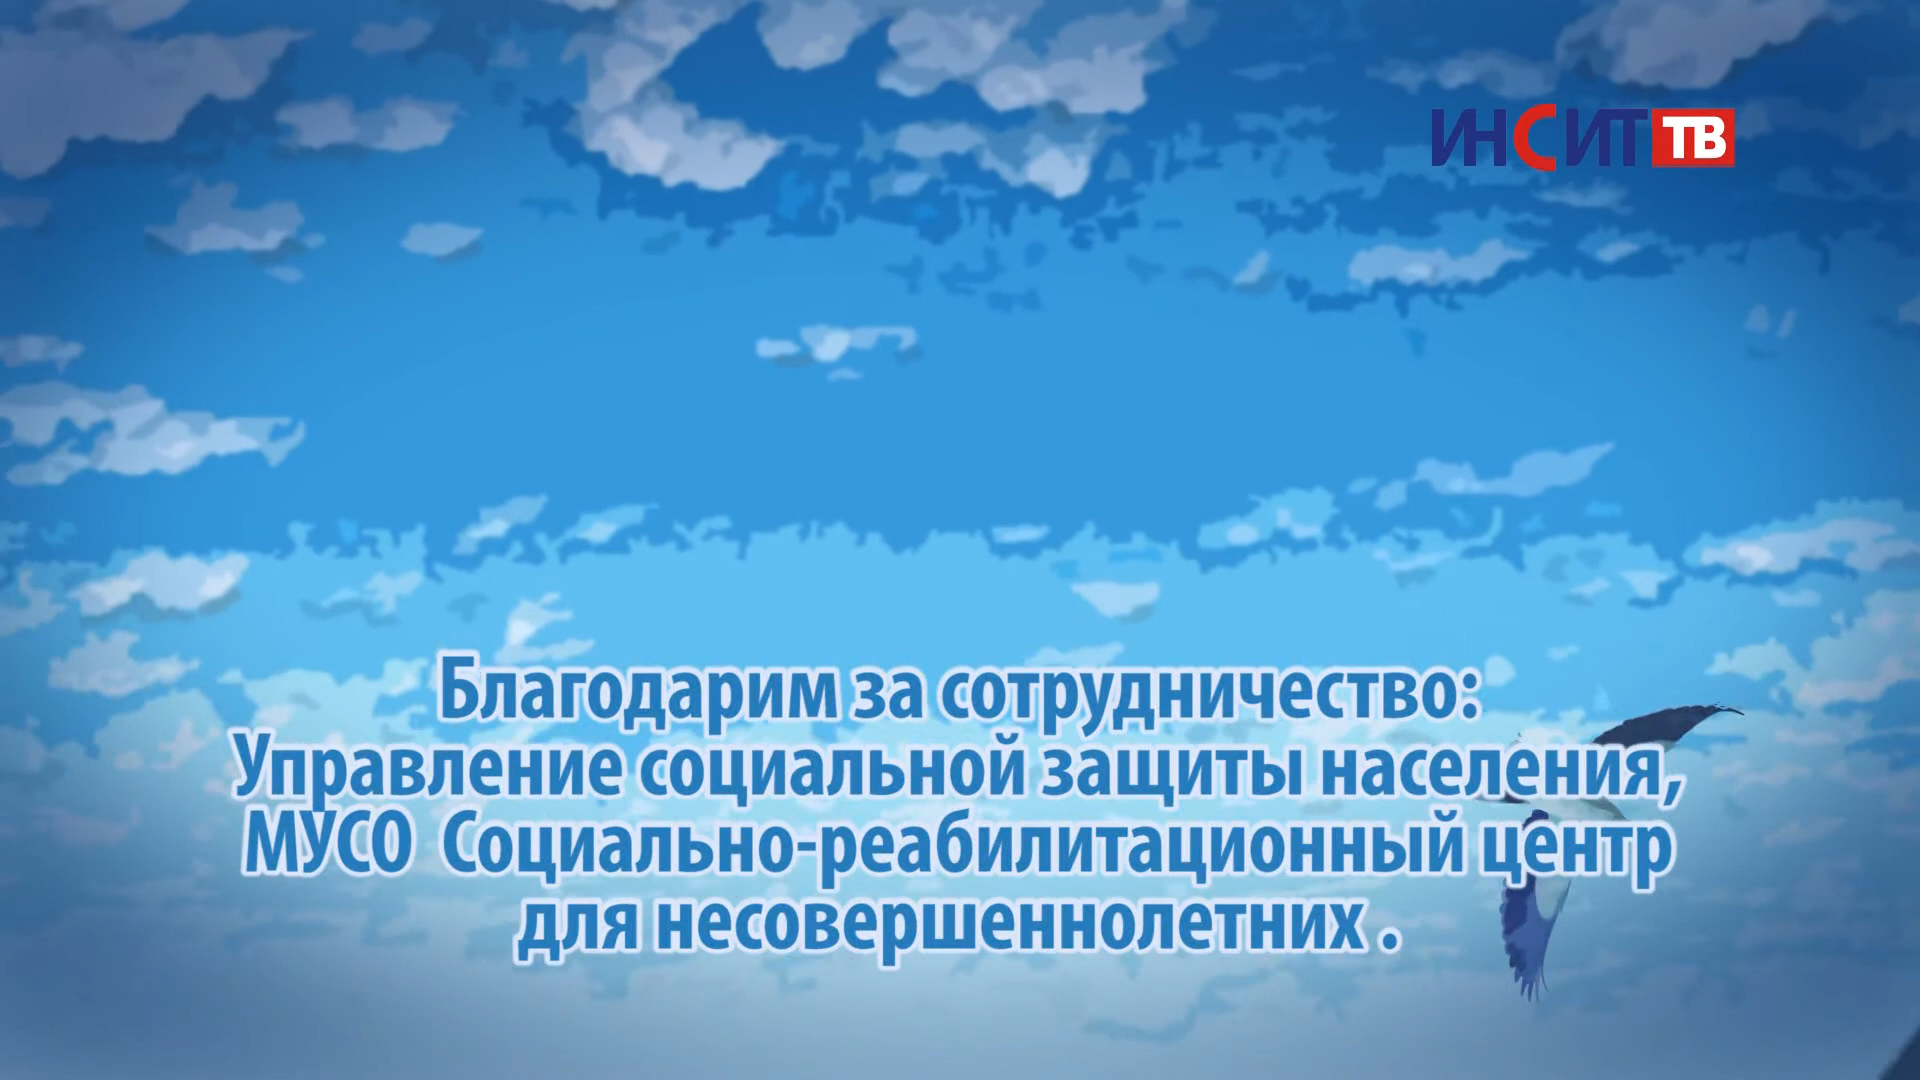 ИНСИТ ТВ
Благодарим за сотрудничество:
Управление социальной защиты населения,
МУСО Социально-реабилитационный центр
для несовершеннолетних .